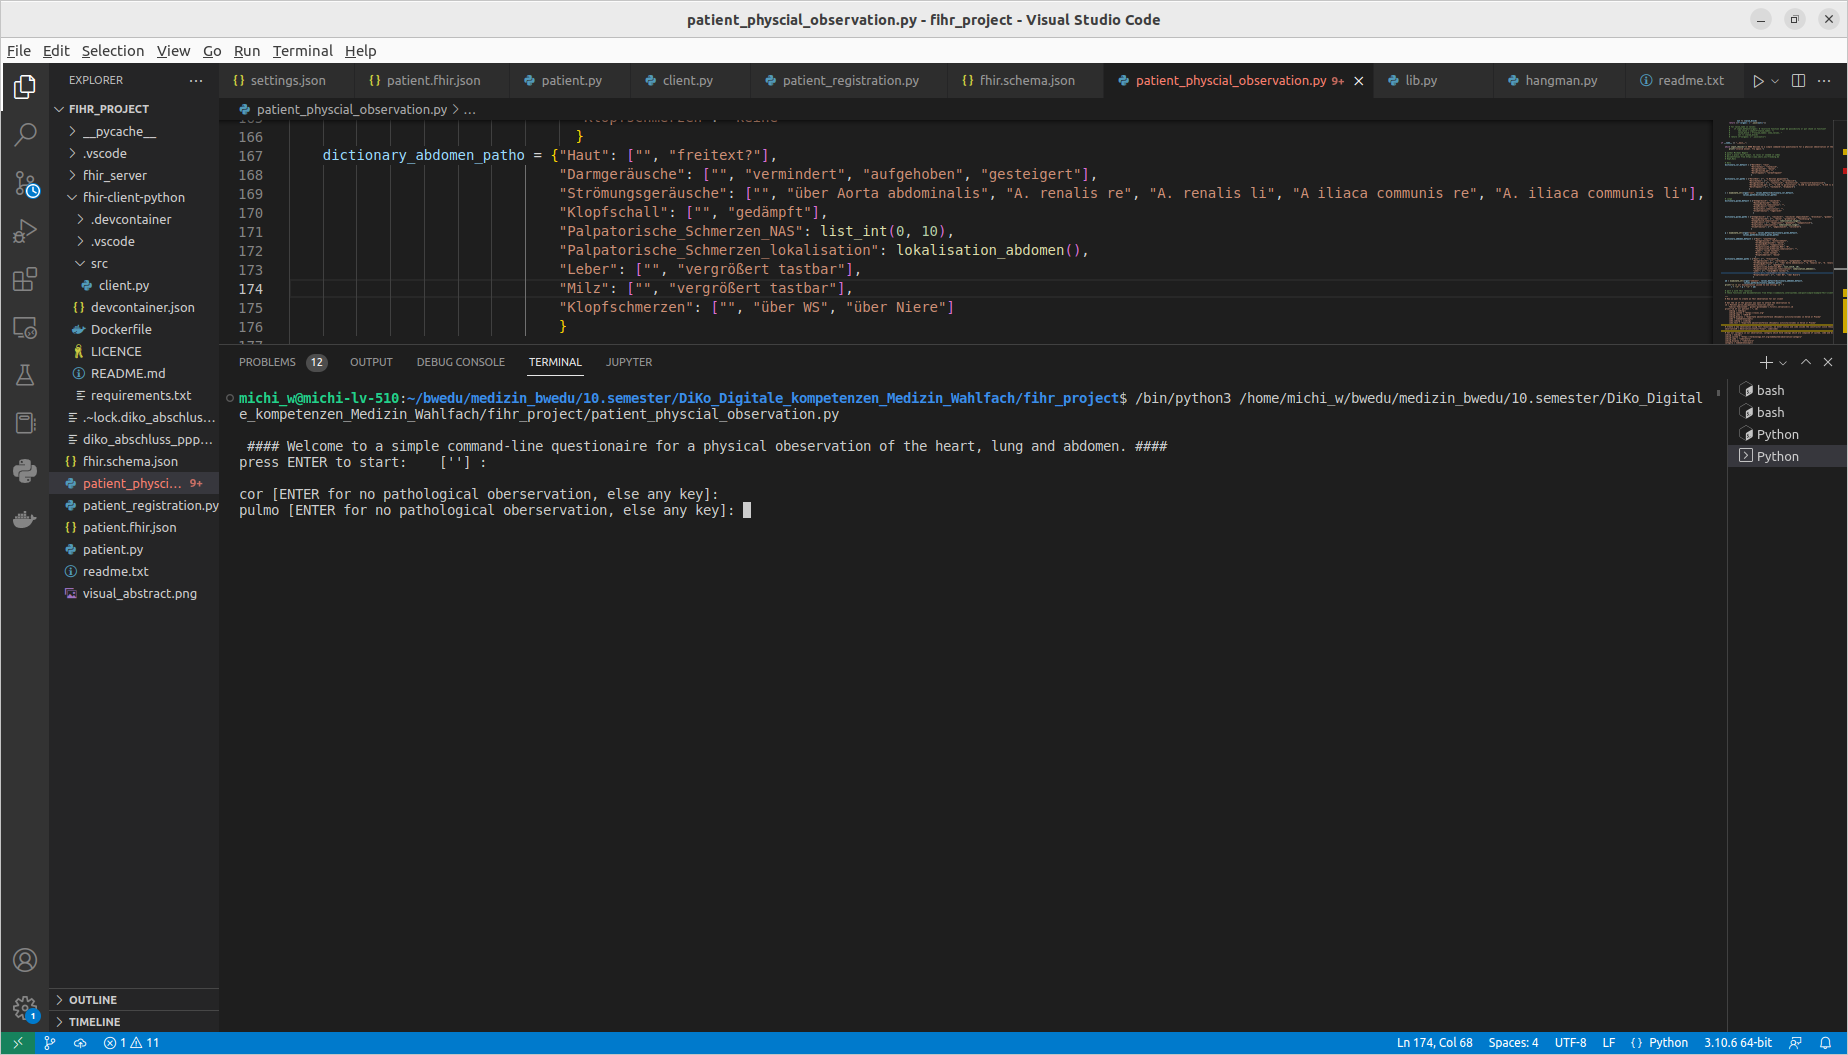 patient_physcial_observation.py - fihr_project - Visual Studio Code
File Edit Selection View Go Run Terminal Help
EXPLORER
settings.json
patient.fhir.json
patient.py
client.py
patient_registration.py
fhir.schema.json
patient_physcial_observation.py 9+
lib.py
hangman.py
readme.txt
FIHR_PROJECT
__pycache__
.vscode
fhir_server
fhir-client-python
.devcontainer
.vscode
src
client.py
devcontainer.json
Dockerfile
LICENCE
README.md
requirements.txt
.~lock.diko_abschlus...
diko_abschluss_ppp...
fhir.schema.json
patient_physci... 9+
patient_registration.py
patient.fhir.json
patient.py
readme.txt
visual_abstract.png
OUTLINE
TIMELINE
patient_physcial_observation.py > ...
166 }
167 dictionary_abdomen_patho = {"Haut": ["", "freitext?"],
168 "Darmgeräusche": ["", "vermindert", "aufgehoben", "gesteigert"],
169 "Strömungsgeräusche": ["", "über Aorta abdominalis", "A. renalis re", "A. renalis li", "A iliaca communis re", "A. iliaca communis li"],
170 "Klopfschall": ["", "gedämpft"],
171 "Palpatorische_Schmerzen_NAS": list_int(0, 10),
172 "Palpatorische_Schmerzen_lokalisation": lokalisation_abdomen(),
173 "Leber": ["", "vergrößert tastbar"],
174 "Milz": ["", "vergrößert tastbar"],
175 "Klopfschmerzen": ["", "über WS", "über Niere"]
176 }
PROBLEMS 12 OUTPUT DEBUG CONSOLE TERMINAL JUPYTER
michi_w@michi-lv-510:~/bwedu/medizin_bwedu/10.semester/DiKo_Digitale_kompetenzen_Medizin_Wahlfach/fihr_project$ /bin/python3 /home/michi_w/bwedu/medizin_bwedu/10.semester/DiKo_Digital
e_kompetenzen_Medizin_Wahlfach/fihr_project/patient_physcial_observation.py
#### Welcome to a simple command-line questionaire for a physical obeservation of the heart, lung and abdomen. ####
press ENTER to start: [''] :
cor [ENTER for no pathological oberservation, else any key]:
pulmo [ENTER for no pathological oberservation, else any key]:
bash
bash
Python
Python
1
1 11
Ln 174, Col 68 Spaces: 4 UTF-8 LF { } Python 3.10.6 64-bit